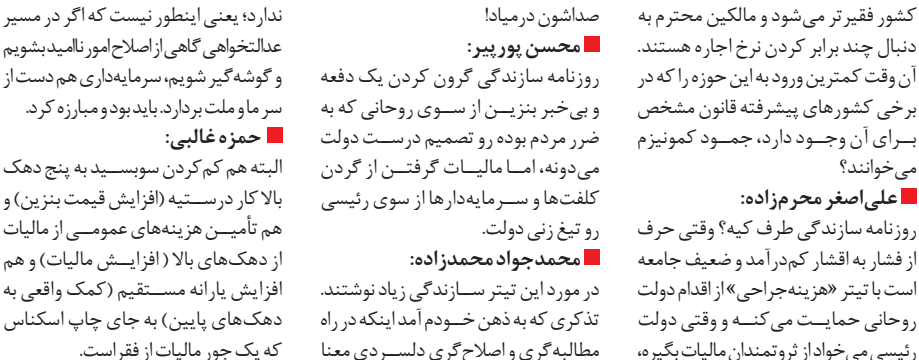 کشور فقیرتر می‌شود و مالکین محترم به
دنبال چند برابر کردن نرخ اجاره هستند.
آن وقت کمترین ورود به این حوزه را که در
برخی کشورهای پیشرفته قانون مشخص
برای آن وجود دارد، جمود کمونیزم
می‌خوانند؟
علی‌اصغر محرم‌زاده:
روزنامه سازندگی طرف کیه؟ وقتی حرف
از فشار به اقشار کم‌درآمد و ضعیف جامعه
است با تیتر «هزینه‌جراحی» از اقدام دولت
روحانی حمایت می‌کنه و وقتی دولت
رئیسی می‌خواد از ثروتمندان مالیات بگیره،
صداشون درمیاد!
محسن پورپیر:
روزنامه سازندگی گرون کردن یک دفعه
و بی‌خبر بنزین از سوی روحانی که به
ضرر مردم بوده رو تصمیم درست دولت
می‌دونه، اما مالیات گرفتن از گردن
کلفت‌ها و سرمایه‌دارها از سوی رئیسی
رو تیغ زنی دولت.
محمدجواد محمدزاده:
در مورد این تیتر سازندگی زیاد نوشتند.
تذکری که به ذهن خودم آمد اینکه در راه
مطالبه‌گری و اصلاح‌گری دلسردی معنا
ندارد؛ یعنی اینطور نیست که اگر در مسیر
عدالتخواهی گاهی از اصلاح امور ناامید بشویم
و گوشه‌گیر شویم، سرمایه‌داری هم دست از
سر ما و ملت بردارد. باید بود و مبارزه کرد.
حمزه غالبی:
البته هم کم کردن سوبسید به پنج دهک
بالا کار درستیه (افزایش قیمت بنزین) و
هم تأمین هزینه‌های عمومی از مالیات
از دهک‌های بالا (افزایش مالیات) و هم
افزایش یارانه مستقیم (کمک واقعی به
دهک‌های پایین) به جای چاپ اسکناس
که یک جور مالیات از فقراست.